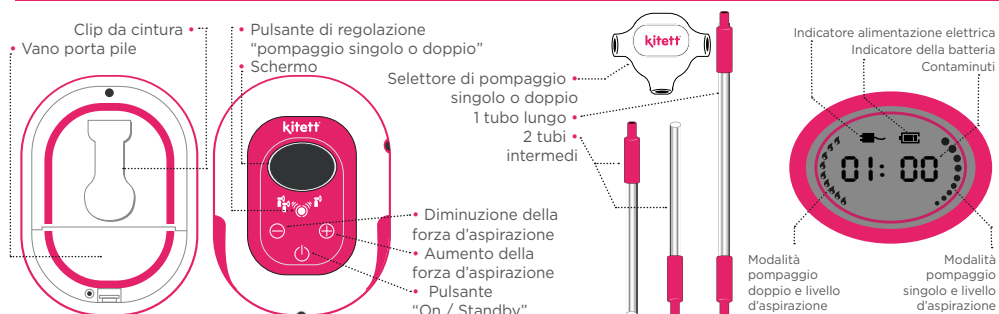 Clip da cintura •
• Vano porta pile
• Pulsante di regolazione
“pompaggio singolo o doppio”
• Schermo
kitett
• Diminuzione della
forza d’aspirazione
• Aumento della
forza d’aspirazione
• Pulsante
“On / Standby”
kitett
Selettore di pompaggio •
singolo o doppio
1 tubo lungo •
2 tubi •
intermedi
Indicatore alimentazione elettrica
Indicatore della batteria
Contaminuti
01: 00
Modalità
pompaggio
doppio e livello
d’aspirazione
Modalità
pompaggio
singolo e livello
d’aspirazione